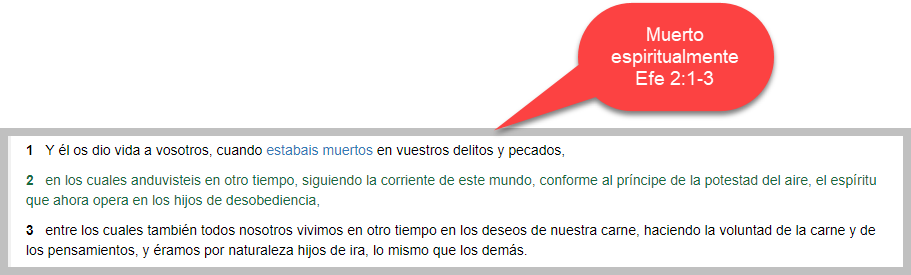 Muerto
espiritualmente
Efe 2:1-3
1 Y él os dio vida a vosotros, cuando estabais muertos en vuestros delitos y pecados,
2 en los cuales anduvisteis en otro tiempo, siguiendo la corriente de este mundo, conforme al príncipe de la potestad del aire, el espíritu
que ahora opera en los hijos de desobediencia,
3 entre los cuales también todos nosotros vivimos en otro tiempo en los deseos de nuestra carne, haciendo la voluntad de la carne y de
los pensamientos, y éramos por naturaleza hijos de ira, lo mismo que los demás.